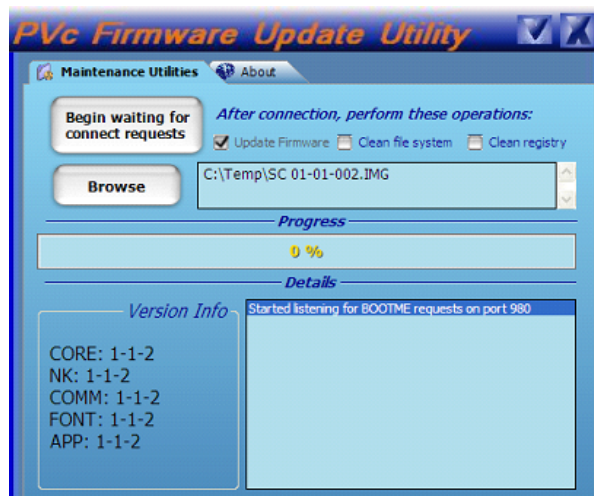 PVc Firmware Update Utility
Maintenance Utilities
About
Begin waiting for
connect requests
After connection, perform these operations:
Update Firmware
Clean file system
Clean registry
Browse
C:\Temp\SC 01-01-002.IMG
Progress
0 %
Details
Version Info
Started listening for BOOTME requests on port 980
CORE: 1-1-2
NK: 1-1-2
COMM: 1-1-2
FONT: 1-1-2
APP: 1-1-2